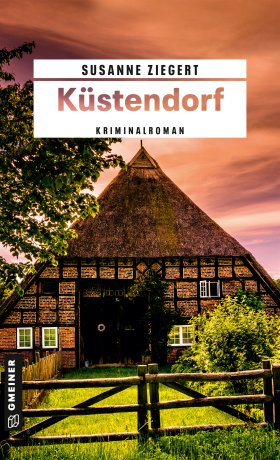 SUSANNE ZIEGERT
Küstendorf
KRIMINALROMAN
GMEINER